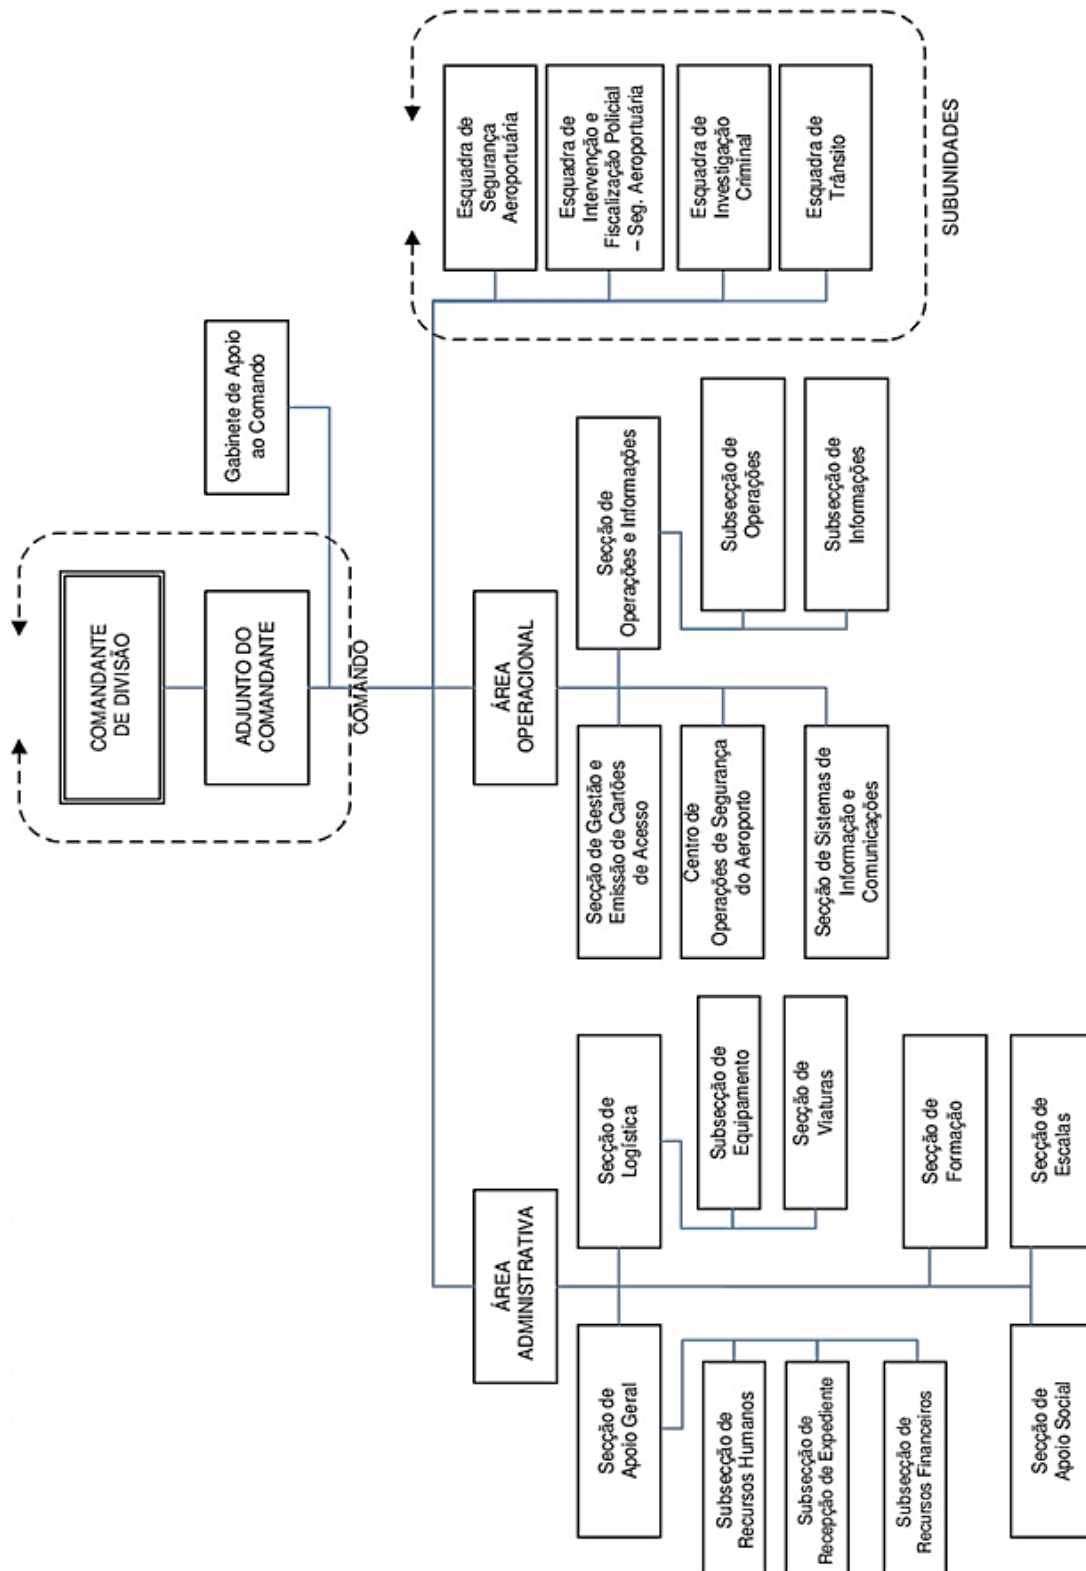 COMANDANTE
DE DIVISÃO
ADJUNTO DO
COMANDANTE
COMANDO
Gabinete de Apoio
ao Comando
ÁREA
ADMINISTRATIVA
Secção de
Apoio Geral
Subsecção de
Recursos Humanos
Subsecção de
Recepção de Expediente
Subsecção de
Recursos Financeiros
Secção de
Apoio Social
Secção de
Logística
Subsecção de
Equipamento
Secção de
Viaturas
Secção de
Formação
Secção de
Escalas
ÁREA
OPERACIONAL
Secção de Gestão e
Emissão de Cartões
de Acesso
Centro de
Operações de Segurança
do Aeroporto
Secção de Sistemas de
Informação e
Comunicações
Secção de
Operações e Informações
Subsecção de
Operações
Subsecção de
Informações
Esquadra de
Segurança
Aeroportuária
Esquadra de
Intervenção e
Fiscalização Policial
– Seg. Aeroportuária
Esquadra de
Investigação
Criminal
Esquadra de
Trânsito
SUBUNIDADES